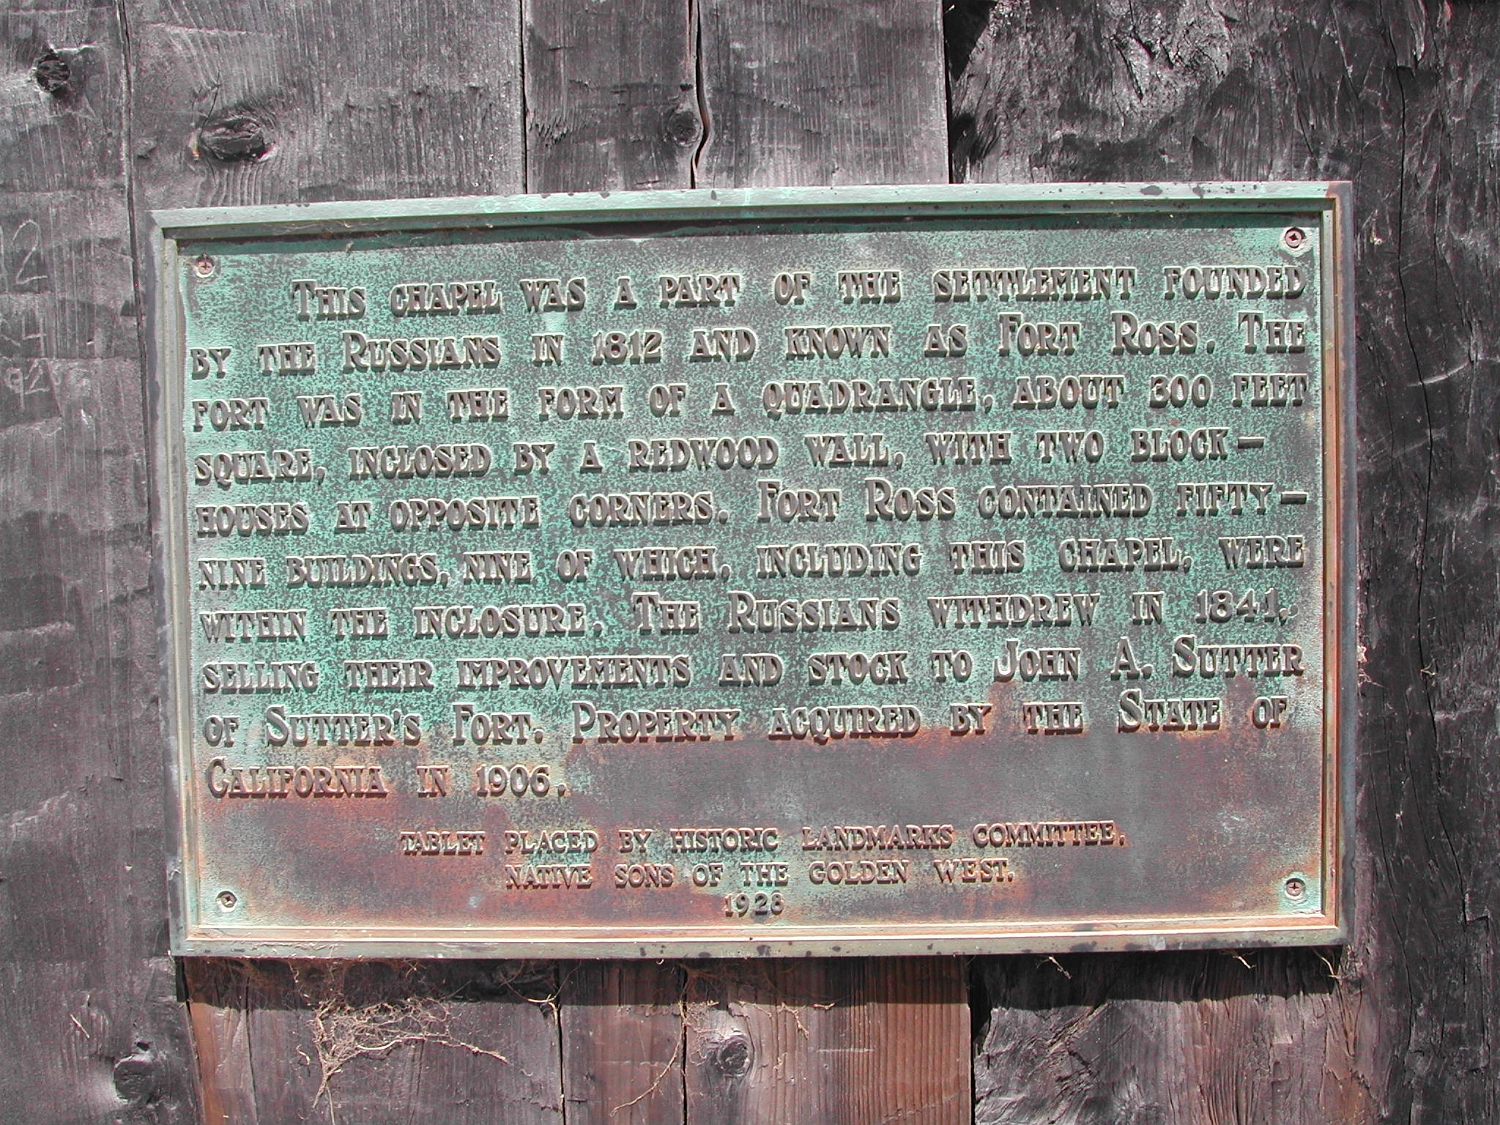 This chapel was a part of the settlement founded
by the Russians in 1812 and known as Fort Ross. The
fort was in the form of a quadrangle, about 300 feet
square, inclosed by a redwood wall, with two block-
houses at opposite corners. Fort Ross contained fifty-
nine buildings, nine of which, including this chapel, were
within the inclosure. The Russians withdrew in 1841,
selling their improvements and stock to John A. Sutter
of Sutter's Fort. Property acquired by the State of
California in 1906.
TABLET PLACED BY HISTORIC LANDMARKS COMMITTEE.
NATIVE SONS OF THE GOLDEN WEST.
1928